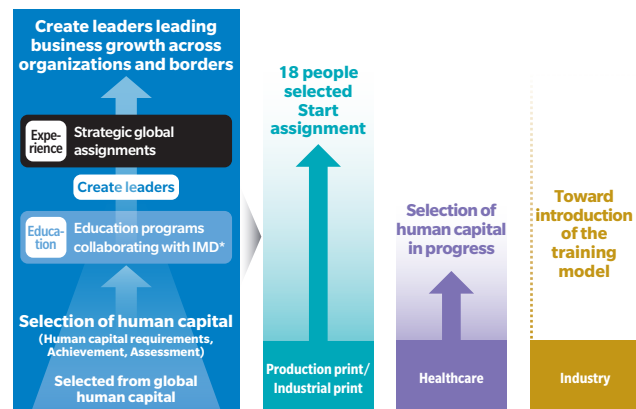 Create leaders leading
business growth across
organizations and borders
Expe-
rience
Strategic global
assignments
Create leaders
Educa-
tion
Education programs
collaborating with IMD*
Selection of human capital
(Human capital requirements,
Achievement, Assessment)
Selected from global
human capital
18 people
selected
Start
assignment
Production print/
Industrial print
Selection of
human capital
in progress
Healthcare
Toward
introduction
of the
training
model
Industry